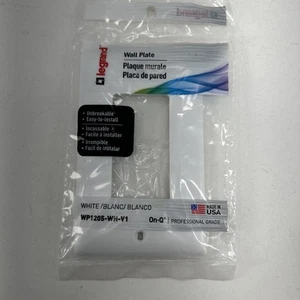 legrand
Wall Plate
Plaque murale
Placa de pared
• Unbreakable
• Easy-to-install
• Incassable
• Facile à installer
• Irrompible
• Fácil de instalar
WHITE /BLANC/ BLANCO
WP1205-WH-V1
On-Q
PROFESSIONAL GRADE
MADE IN
USA